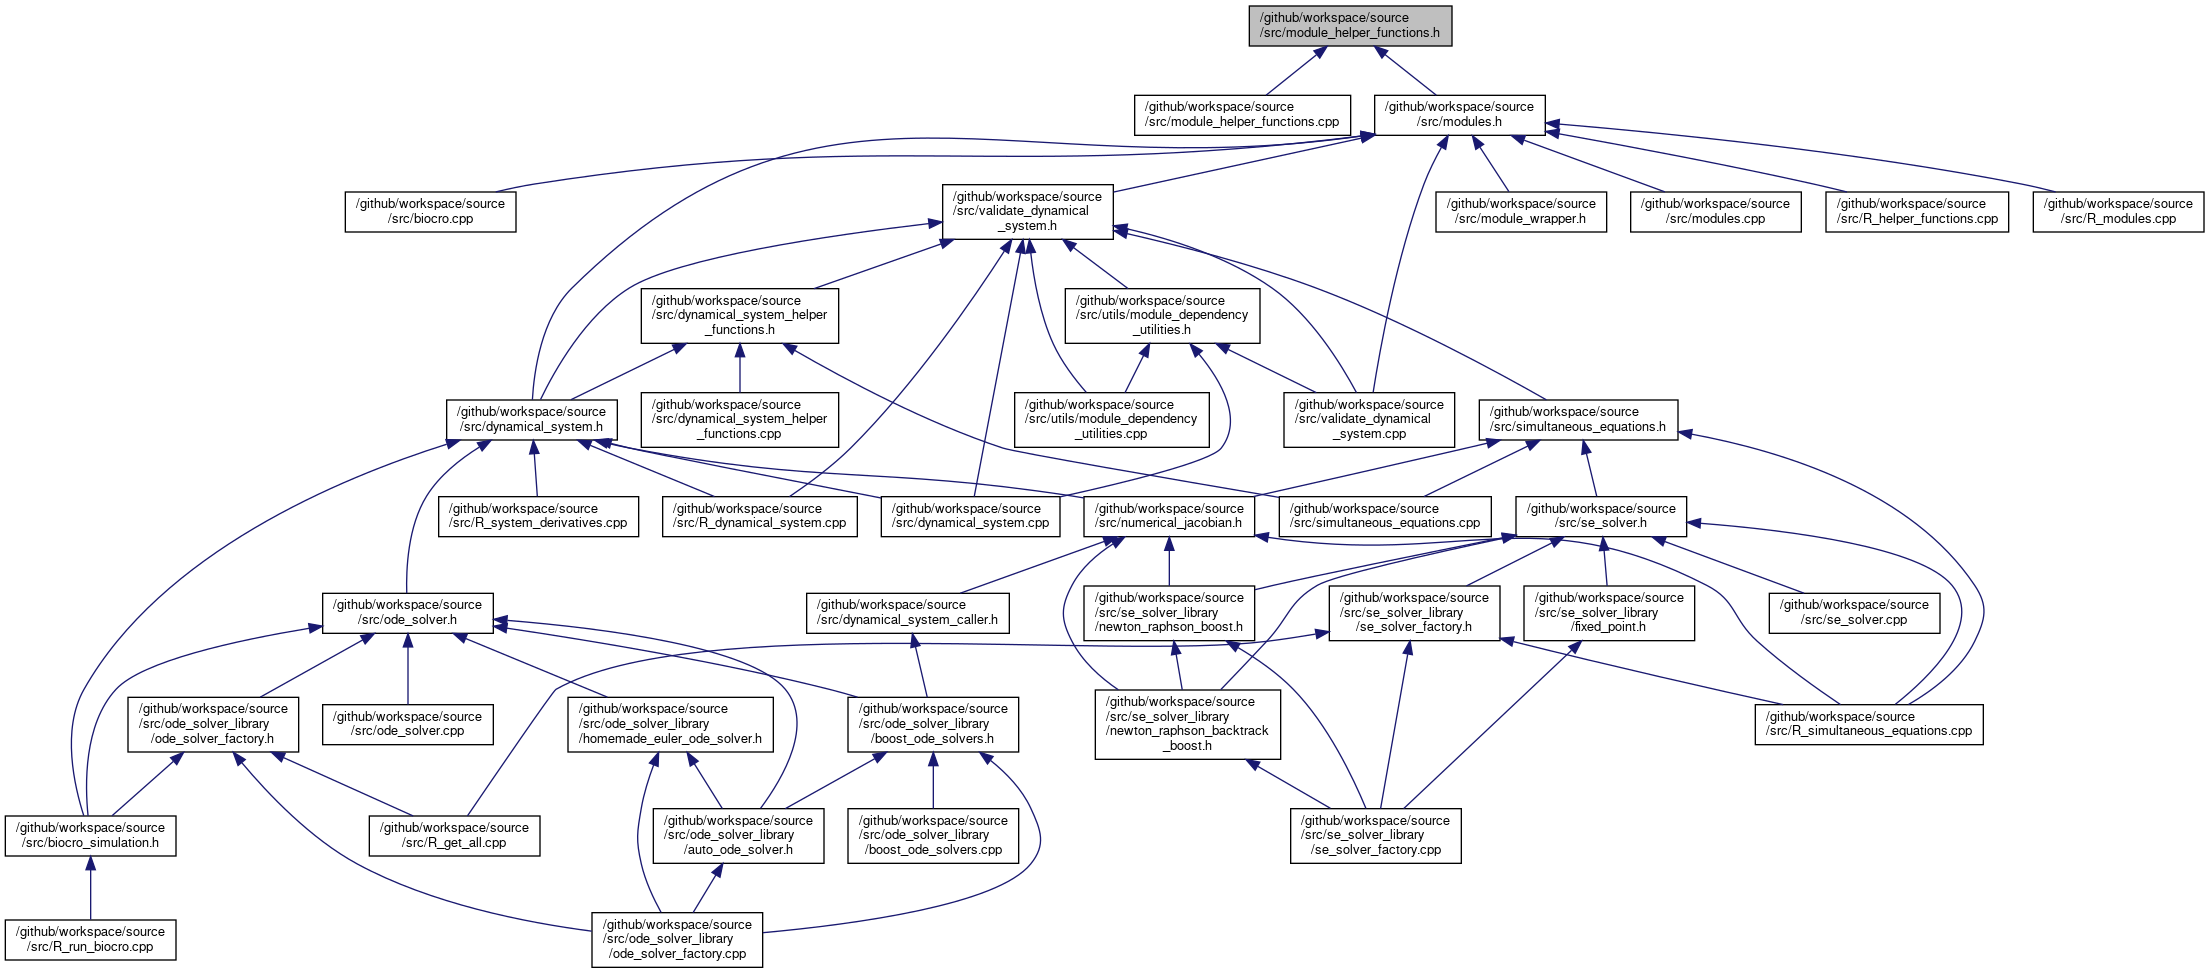 /github/workspace/source
/src/module_helper_functions.h
/github/workspace/source
/src/module_helper_functions.cpp
/github/workspace/source
/src/modules.h
/github/workspace/source
/src/biocro.cpp
/github/workspace/source
/src/validate_dynamical
_system.h
/github/workspace/source
/src/module_wrapper.h
/github/workspace/source
/src/modules.cpp
/github/workspace/source
/src/R_helper_functions.cpp
/github/workspace/source
/src/R_modules.cpp
/github/workspace/source
/src/dynamical_system_helper
_functions.h
/github/workspace/source
/src/utils/module_dependency
_utilities.h
/github/workspace/source
/src/dynamical_system.h
/github/workspace/source
/src/dynamical_system_helper
_functions.cpp
/github/workspace/source
/src/utils/module_dependency
_utilities.cpp
/github/workspace/source
/src/validate_dynamical
_system.cpp
/github/workspace/source
/src/simultaneous_equations.h
/github/workspace/source
/src/R_system_derivatives.cpp
/github/workspace/source
/src/R_dynamical_system.cpp
/github/workspace/source
/src/dynamical_system.cpp
/github/workspace/source
/src/numerical_jacobian.h
/github/workspace/source
/src/simultaneous_equations.cpp
/github/workspace/source
/src/se_solver.h
/github/workspace/source
/src/ode_solver.h
/github/workspace/source
/src/dynamical_system_caller.h
/github/workspace/source
/src/se_solver_library
/newton_raphson_boost.h
/github/workspace/source
/src/se_solver_library
/se_solver_factory.h
/github/workspace/source
/src/se_solver_library
/fixed_point.h
/github/workspace/source
/src/se_solver.cpp
/github/workspace/source
/src/ode_solver_library
/ode_solver_factory.h
/github/workspace/source
/src/ode_solver.cpp
/github/workspace/source
/src/ode_solver_library
/homemade_euler_ode_solver.h
/github/workspace/source
/src/ode_solver_library
/boost_ode_solvers.h
/github/workspace/source
/src/se_solver_library
/newton_raphson_backtrack
_boost.h
/github/workspace/source
/src/R_simultaneous_equations.cpp
/github/workspace/source
/src/biocro_simulation.h
/github/workspace/source
/src/R_get_all.cpp
/github/workspace/source
/src/ode_solver_library
/auto_ode_solver.h
/github/workspace/source
/src/ode_solver_library
/boost_ode_solvers.cpp
/github/workspace/source
/src/se_solver_library
/se_solver_factory.cpp
/github/workspace/source
/src/R_run_biocro.cpp
/github/workspace/source
/src/ode_solver_library
/ode_solver_factory.cpp